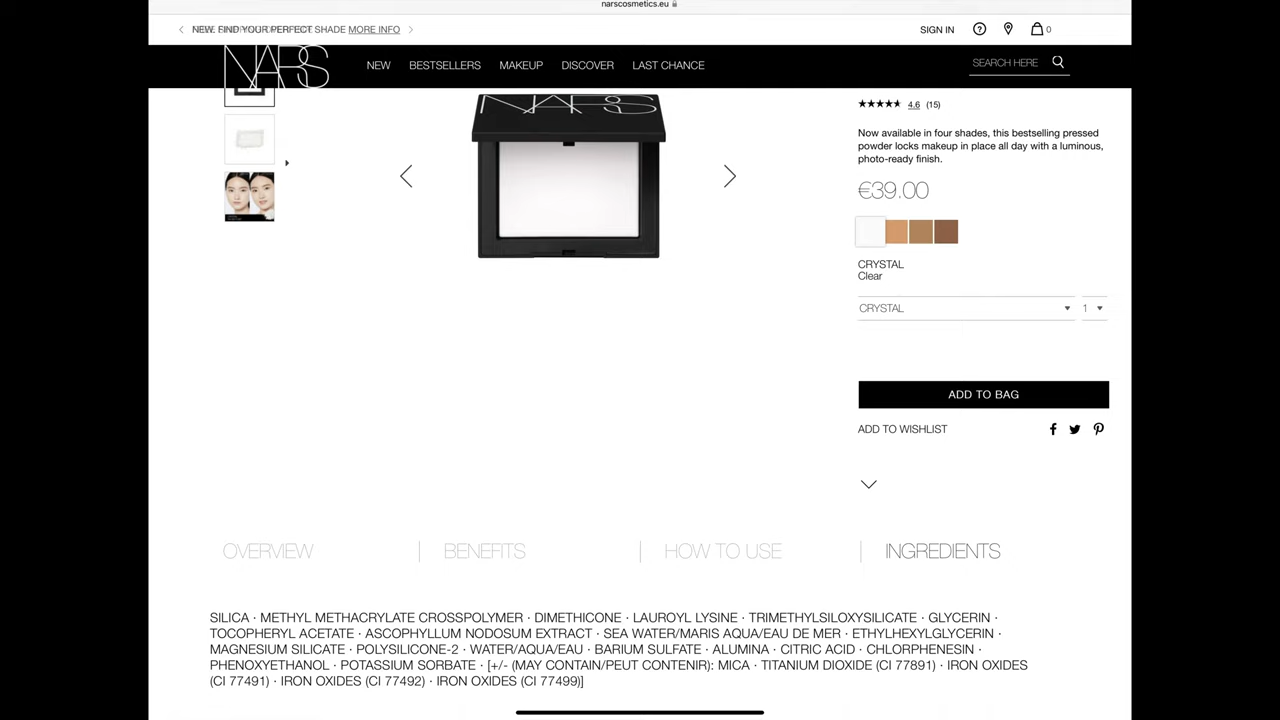 narscosmetics.eu
NEW. FIND YOUR PERFECT SHADE MORE INFO
SIGN IN
0
NARS
NEW
BESTSELLERS
MAKEUP
DISCOVER
LAST CHANCE
SEARCH HERE
NARS
4.6 (15)
Now available in four shades, this bestselling pressed
powder locks makeup in place all day with a luminous,
photo-ready finish.
€39.00
CRYSTAL
Clear
CRYSTAL
1
ADD TO BAG
ADD TO WISHLIST
OVERVIEW
BENEFITS
HOW TO USE
INGREDIENTS
SILICA · METHYL METHACRYLATE CROSSPOLYMER · DIMETHICONE · LAUROYL LYSINE · TRIMETHYLSILOXYSILICATE · GLYCERIN ·
TOCOPHERYL ACETATE · ASCOPHYLLUM NODOSUM EXTRACT · SEA WATER/MARIS AQUA/EAU DE MER · ETHYLHEXYLGLYCERIN ·
MAGNESIUM SILICATE · POLYSILICONE-2 · WATER/AQUA/EAU · BARIUM SULFATE · ALUMINA · CITRIC ACID · CHLORPHENESIN ·
PHENOXYETHANOL · POTASSIUM SORBATE · [+/- (MAY CONTAIN/PEUT CONTENIR): MICA · TITANIUM DIOXIDE (CI 77891) · IRON OXIDES
(CI 77491) · IRON OXIDES (CI 77492) · IRON OXIDES (CI 77499)]